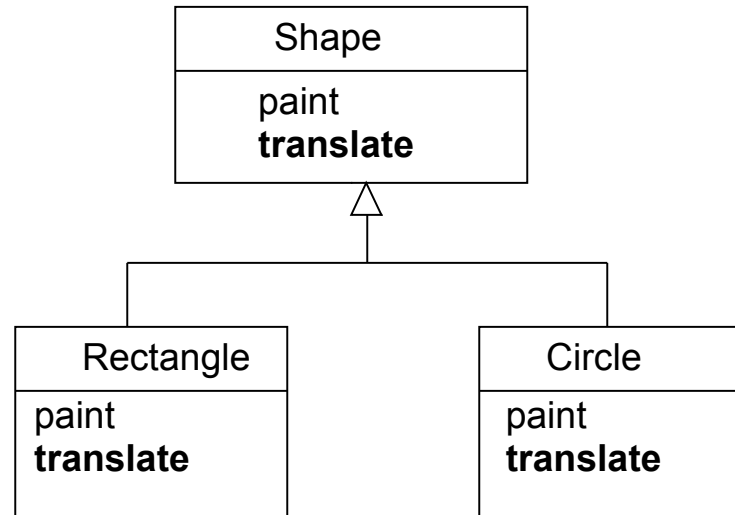 Shape
paint
translate
Rectangle
paint
translate
Circle
paint
translate